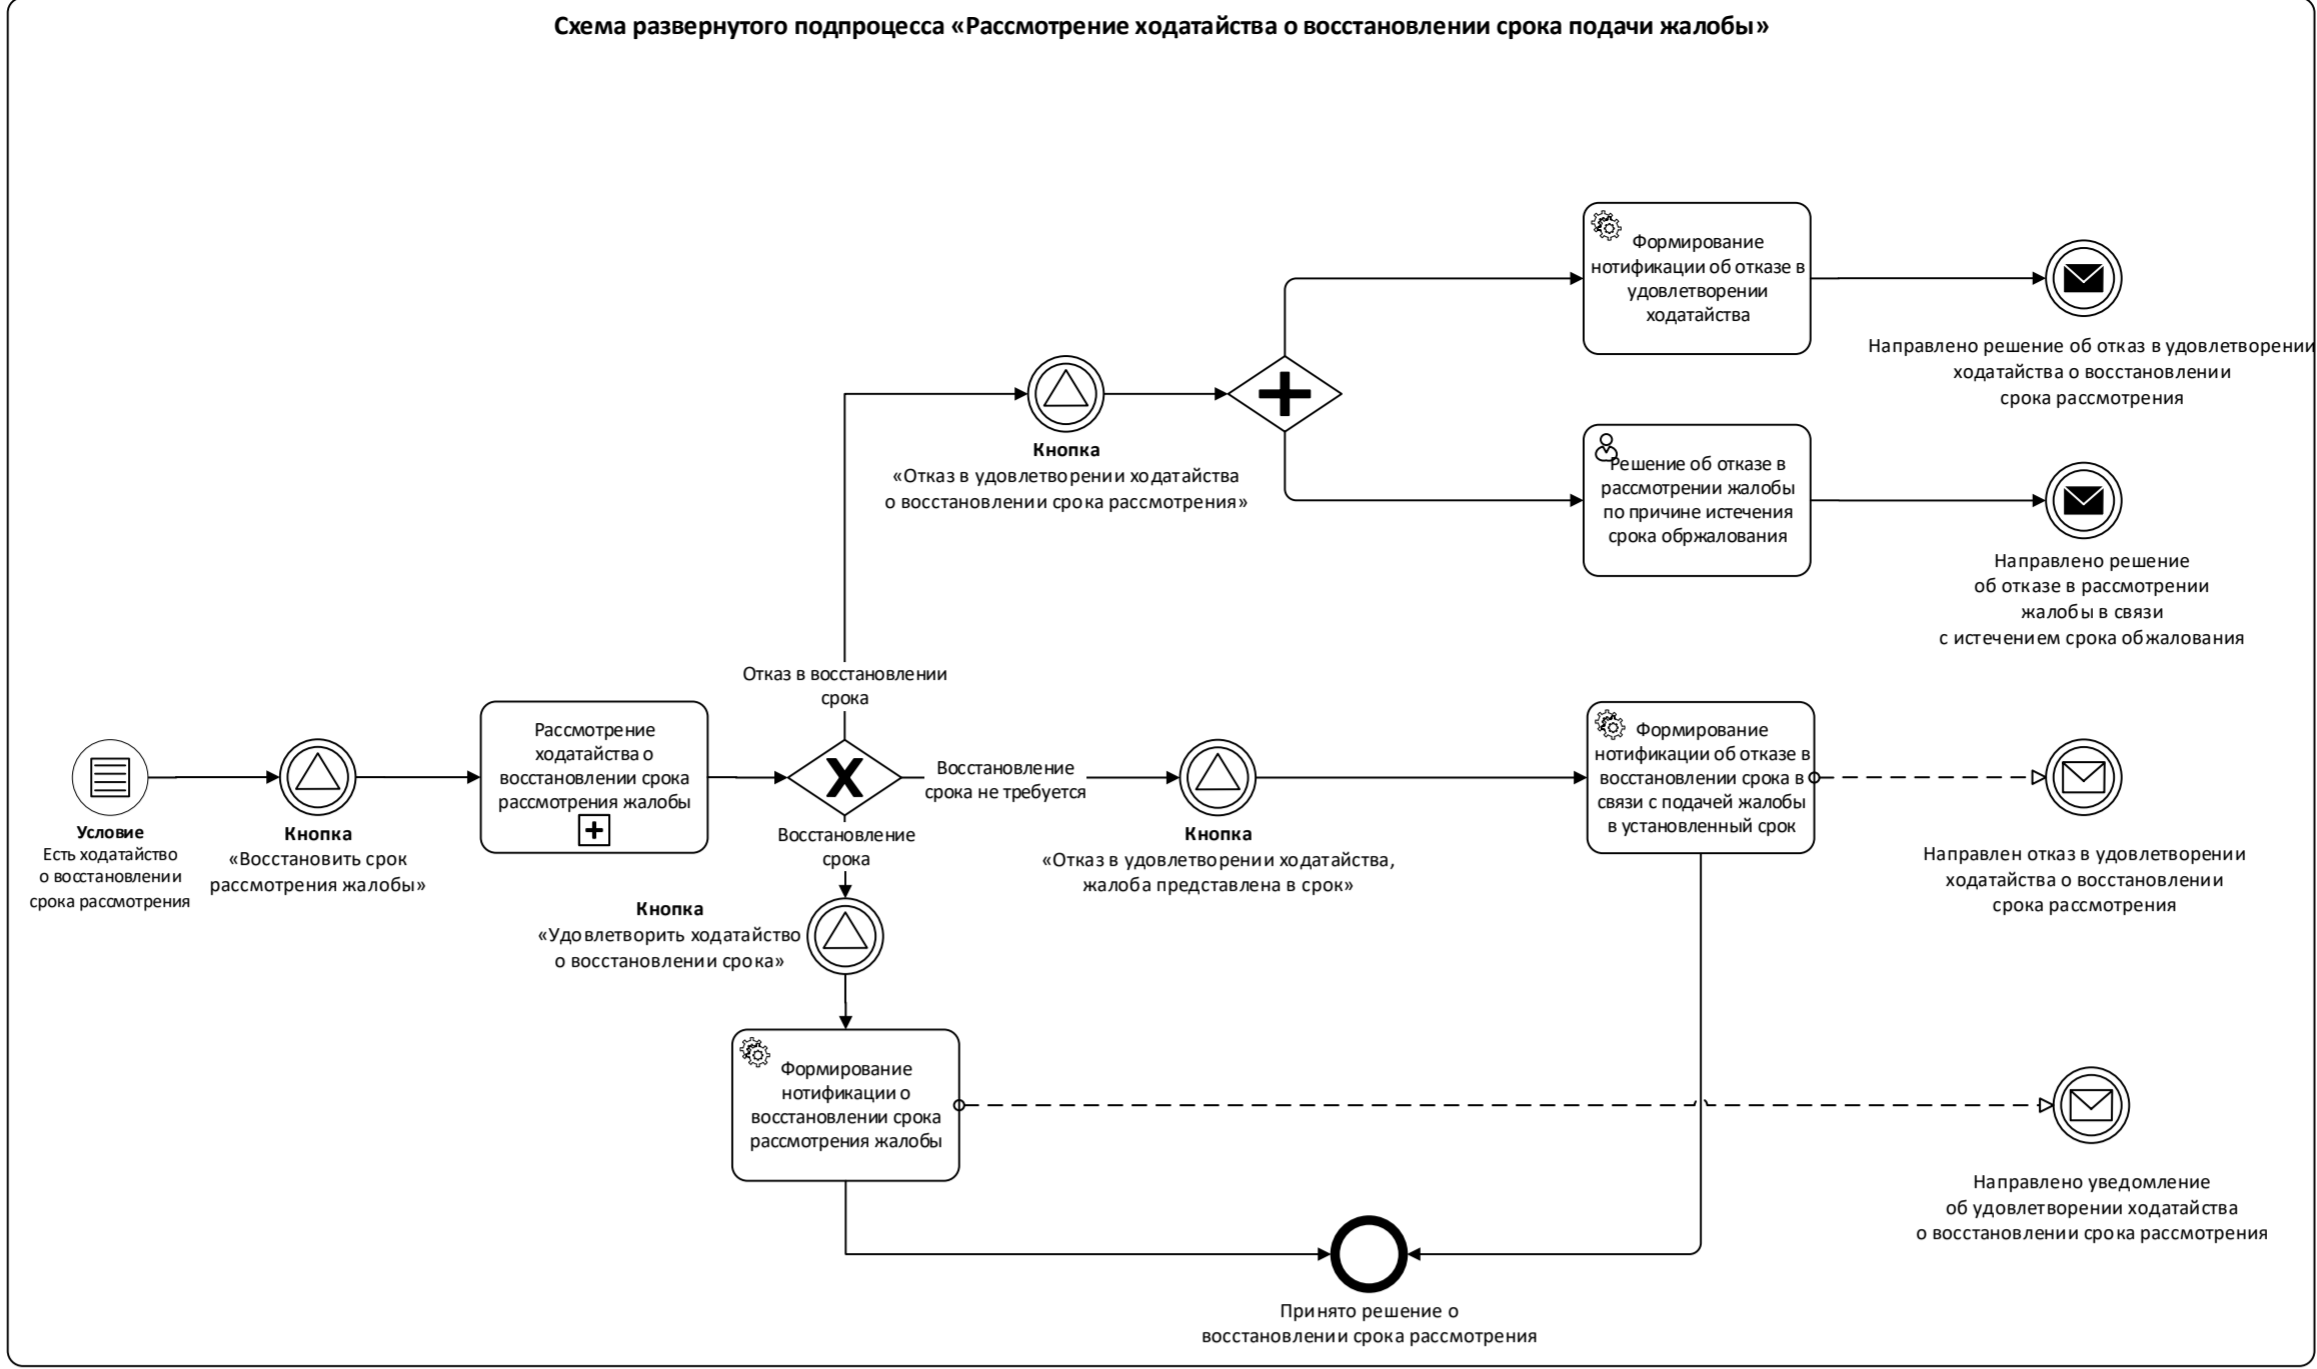 Схема развернутого подпроцесса «Рассмотрение ходатайства о восстановлении срока подачи жалобы»
Формирование
нотификации об отказе в
удовлетворении
ходатайства
Направлено решение об отказ в удовлетворении
ходатайства о восстановлении
срока рассмотрения
Кнопка
«Отказ в удовлетворении ходатайства
о восстановлении срока рассмотрения»
Решение об отказе в
рассмотрении жалобы
по причине истечения
срока обржалования
Направлено решение
об отказе в рассмотрении
жалобы в связи
с истечением срока обжалования
Отказ в восстановлении
срока
Условие
Есть ходатайство
о восстановлении
срока рассмотрения
Кнопка
«Восстановить срок
рассмотрения жалобы»
Рассмотрение
ходатайства о
восстановлении срока
рассмотрения жалобы
X
Восстановление
срока не требуется
Кнопка
«Отказ в удовлетворении ходатайства,
жалоба представлена в срок»
Формирование
нотификации об отказе в
восстановлении срока в
связи с подачей жалобы
в установленный срок
Направлен отказ в удовлетворении
ходатайства о восстановлении
срока рассмотрения
Восстановление
срока
Кнопка
«Удовлетворить ходатайство
о восстановлении срока»
Формирование
нотификации о
восстановлении срока
рассмотрения жалобы
Направлено уведомление
об удовлетворении ходатайства
о восстановлении срока рассмотрения
Принято решение о
восстановлении срока рассмотрения